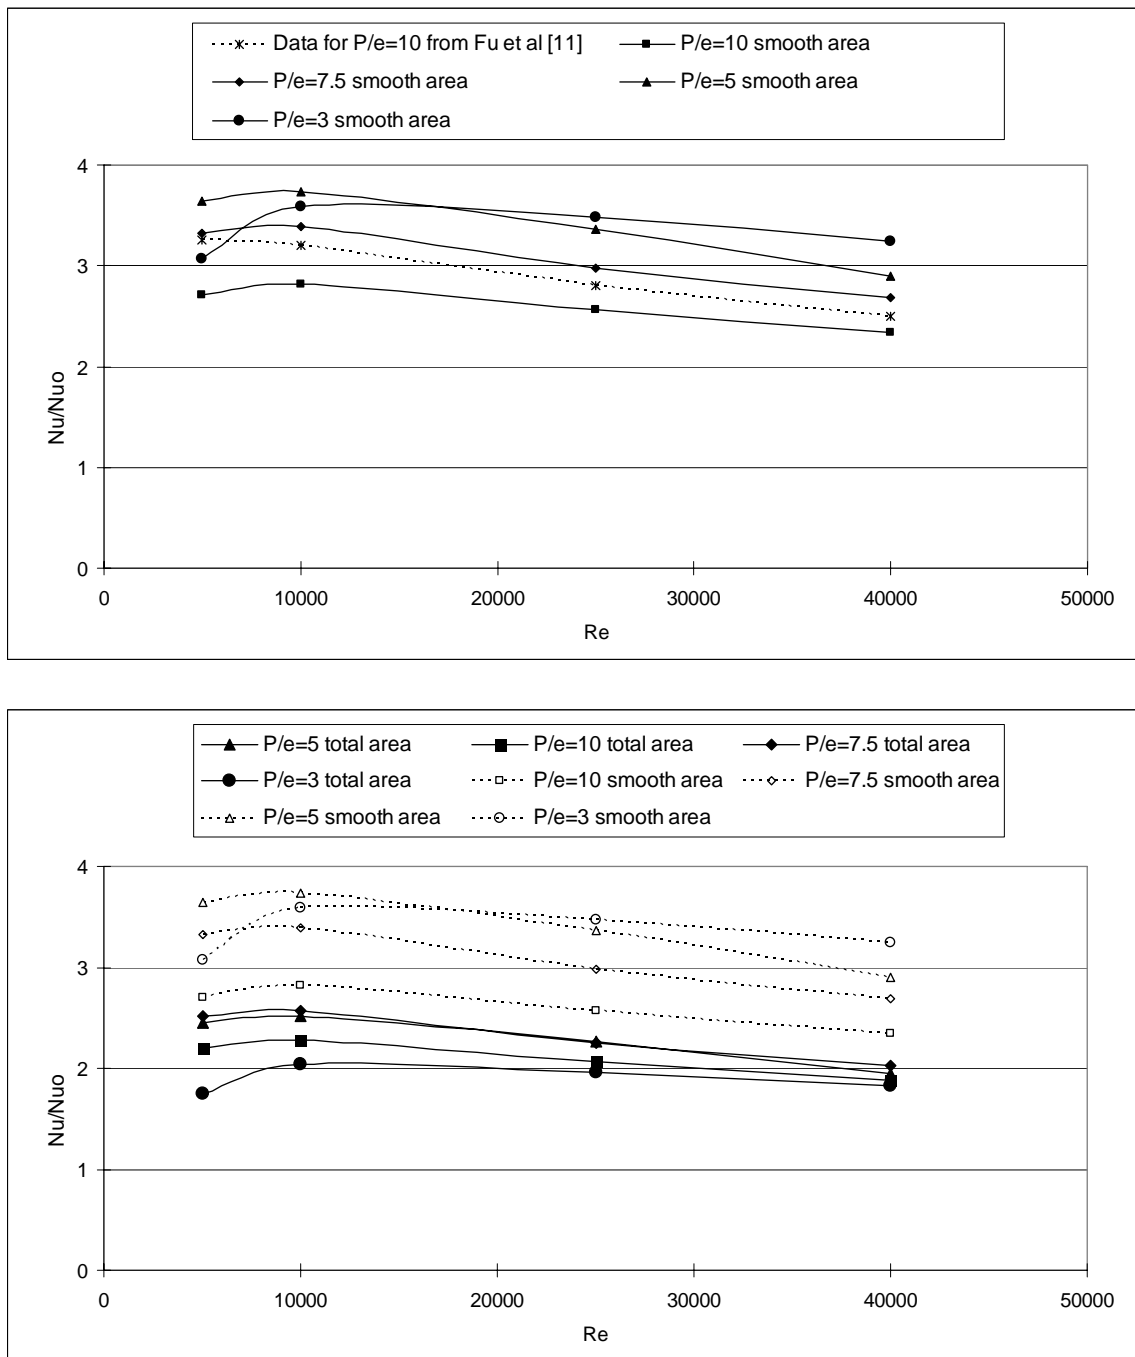 Data for P/e=10 from Fu et al [11] P/e=10 smooth area
P/e=7.5 smooth area P/e=5 smooth area
P/e=3 smooth area
4
3
2
1
0
Nu/Nuo
0 10000 20000 30000 40000 50000
Re
P/e=5 total area P/e=10 total area P/e=7.5 total area
P/e=3 total area P/e=10 smooth area P/e=7.5 smooth area
P/e=5 smooth area P/e=3 smooth area
4
3
2
1
0
Nu/Nuo
0 10000 20000 30000 40000 50000
Re